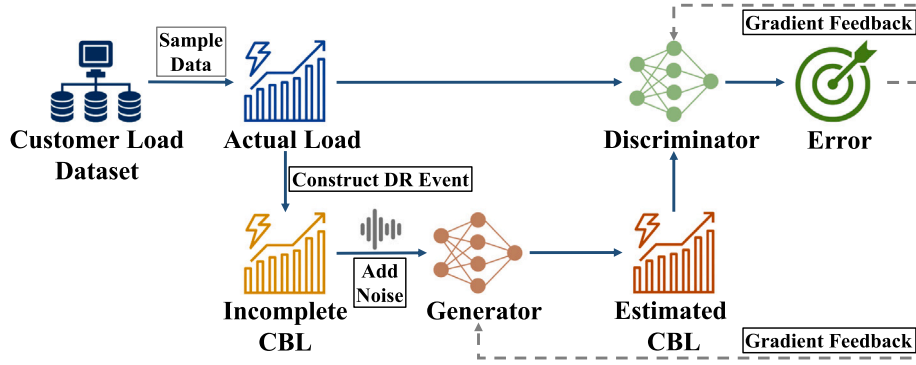 Gradient Feedback
Sample
Data
Customer Load
Dataset
Actual Load
Discriminator
Error
Construct DR Event
Add
Noise
Incomplete
CBL
Generator
Estimated
CBL
Gradient Feedback